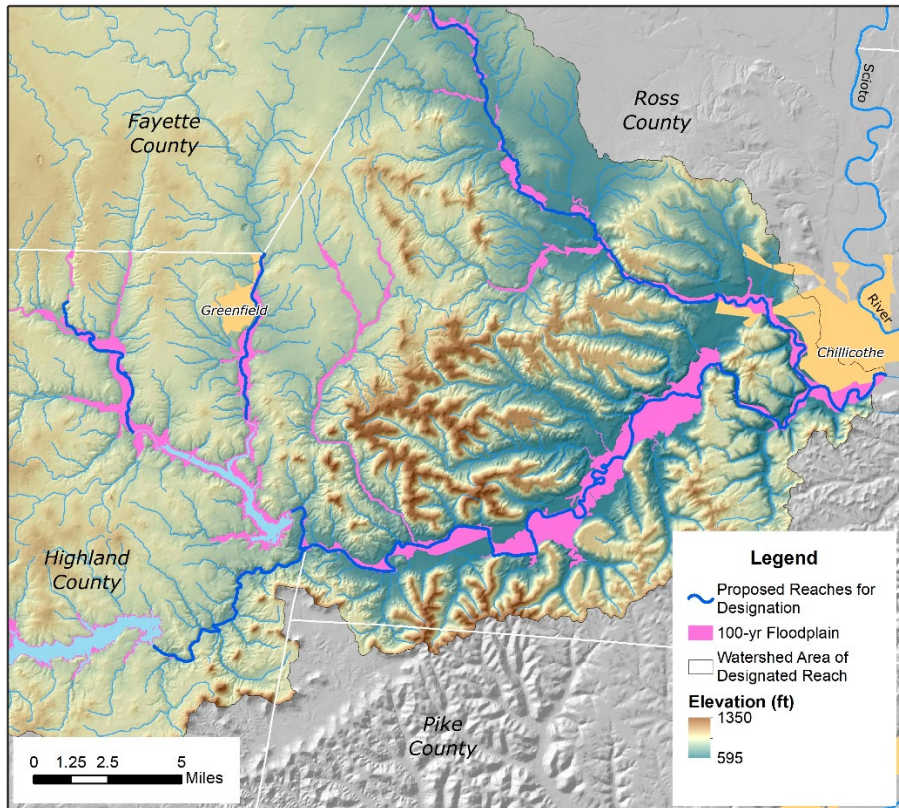 Fayette
County
Ross
County
Scioto
River
Greenfield
Chillicothe
Highland
County
Pike
County
Legend
Proposed Reaches for
Designation
100-yr Floodplain
Watershed Area of
Designated Reach
Elevation (ft)
1350
595
0 1.25 2.5 5
Miles